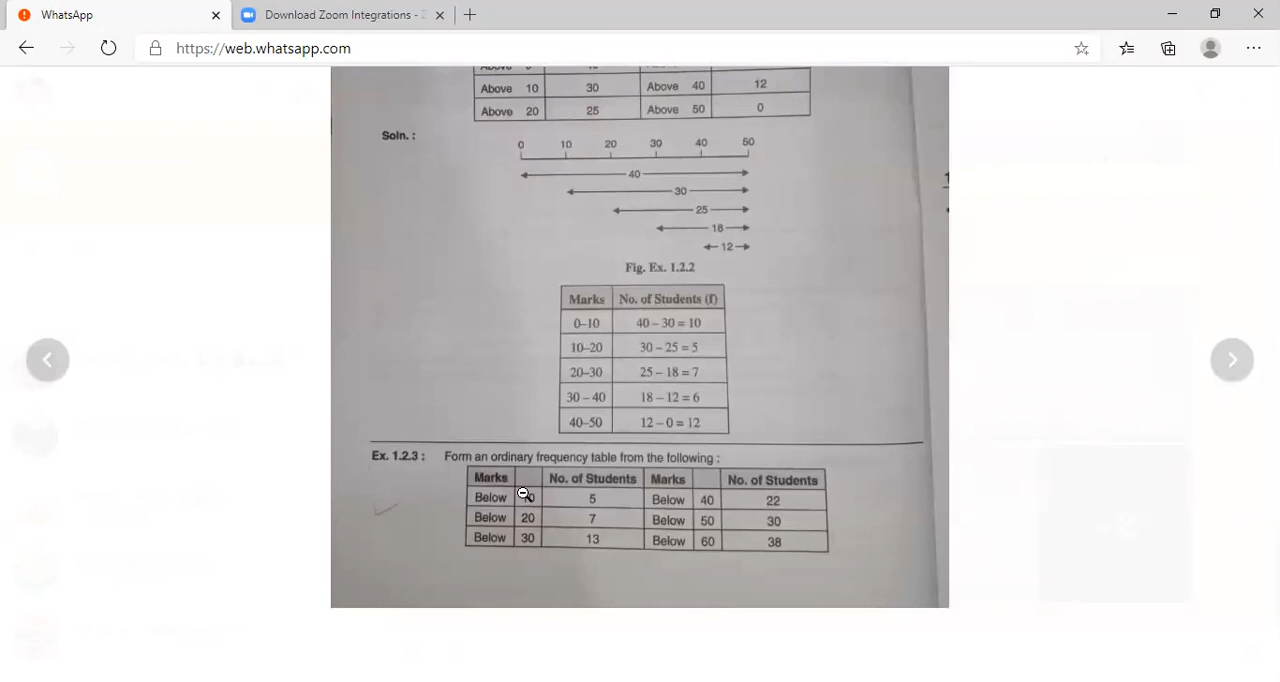 WhatsApp
Download Zoom Integrations -
https://web.whatsapp.com
Above 10 30 Above 40 12
Above 20 25 Above 50 0
Soln. :
0 10 20 30 40 50
40
30
25
18
12
Fig. Ex. 1.2.2
Marks No. of Students (f)
0–10 40 – 30 = 10
10–20 30 – 25 = 5
20–30 25 – 18 = 7
30 – 40 18 – 12 = 6
40–50 12 – 0 = 12
Ex. 1.2.3 : Form an ordinary frequency table from the following :
Marks No. of Students Marks No. of Students
Below 5 Below 40 22
Below 20 7 Below 50 30
Below 30 13 Below 60 38